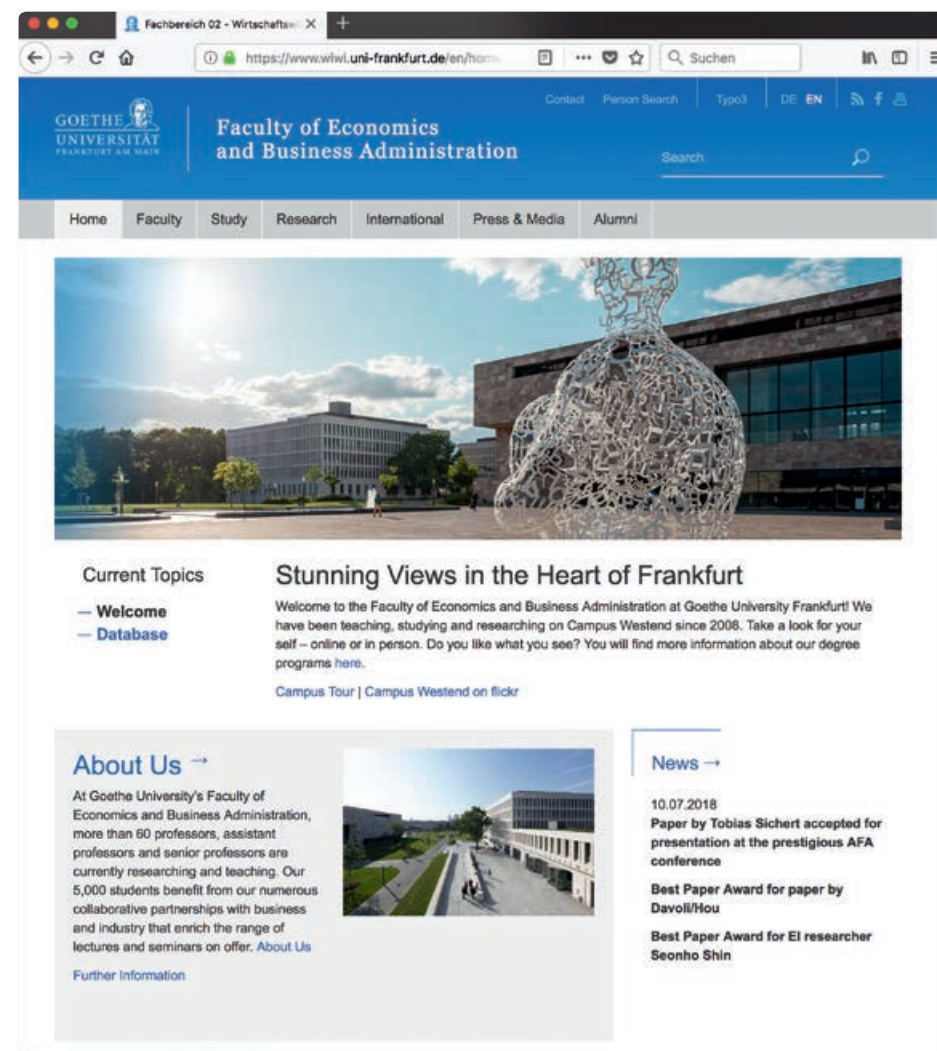 Fachbereich 02 - Wirtschaftsw
https://www.wiwi.uni-frankfurt.de/en/home
Suchen
Contact Person Search Typo3 DE EN
GOETHE
UNIVERSITÄT
FRANKFURT AM MAIN
Faculty of Economics
and Business Administration
Search
Home Faculty Study Research International Press & Media Alumni
Current Topics
— Welcome
— Database
Stunning Views in the Heart of Frankfurt
Welcome to the Faculty of Economics and Business Administration at Goethe University Frankfurt! We
have been teaching, studying and researching on Campus Westend since 2008. Take a look for your
self – online or in person. Do you like what you see? You will find more information about our degree
programs here.
Campus Tour | Campus Westend on flickr
About Us →
At Goethe University's Faculty of
Economics and Business Administration,
more than 60 professors, assistant
professors and senior professors are
currently researching and teaching. Our
5,000 students benefit from our numerous
collaborative partnerships with business
and industry that enrich the range of
lectures and seminars on offer. About Us
Further Information
News →
10.07.2018
Paper by Tobias Sichert accepted for
presentation at the prestigious AFA
conference
Best Paper Award for paper by
Davoli/Hou
Best Paper Award for EI researcher
Seonho Shin